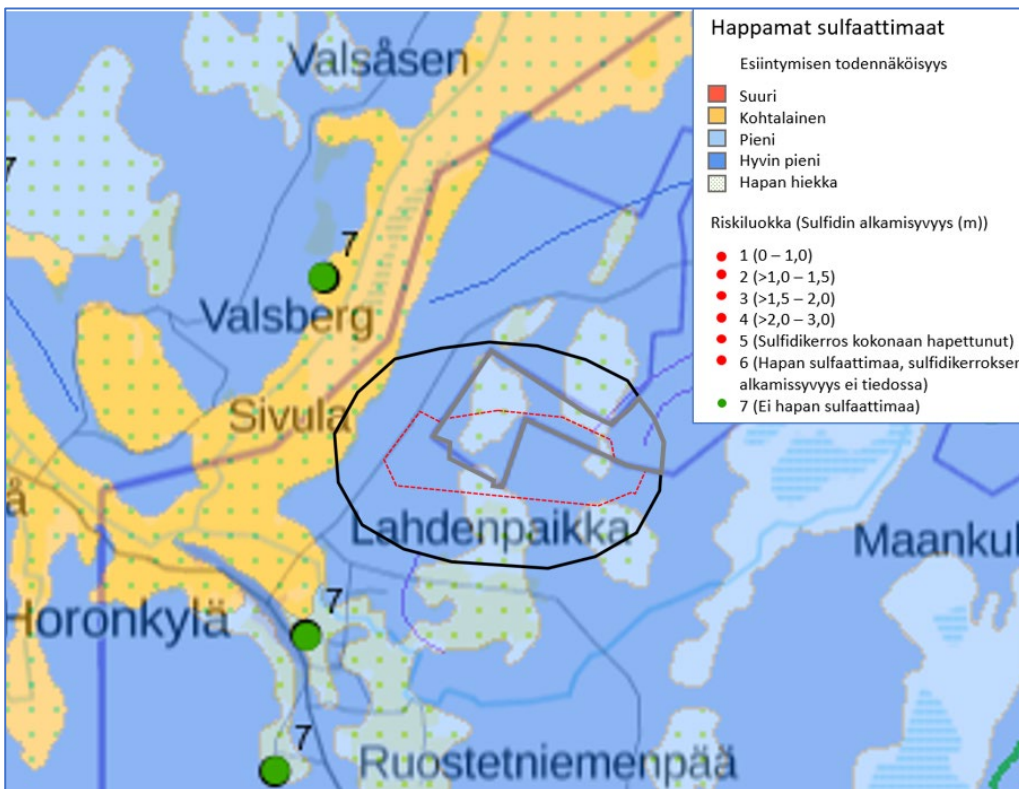 Happamat sulfaattimaat
Esiintymisen todennäköisyys
Suuri
Kohtalainen
Pieni
Hyvin pieni
Hapan hiekka
Riskiluokka (Sulfidin alkamisyvyys (m))
1 (0 – 1,0)
2 (>1,0 – 1,5)
3 (>1,5 – 2,0)
4 (>2,0 – 3,0)
5 (Sulfidikerros kokonaan hapettunut)
6 (Hapan sulfaattimaa, sulfidikerroksen
alkamissyvyys ei tiedossa)
7 (Ei hapan sulfaattimaa)
Valsåsen
7
7
Valsberg
Sivula
å
Lahdenpaikka
Maankul
Horonkylä
7
7
Ruostetniemenpää